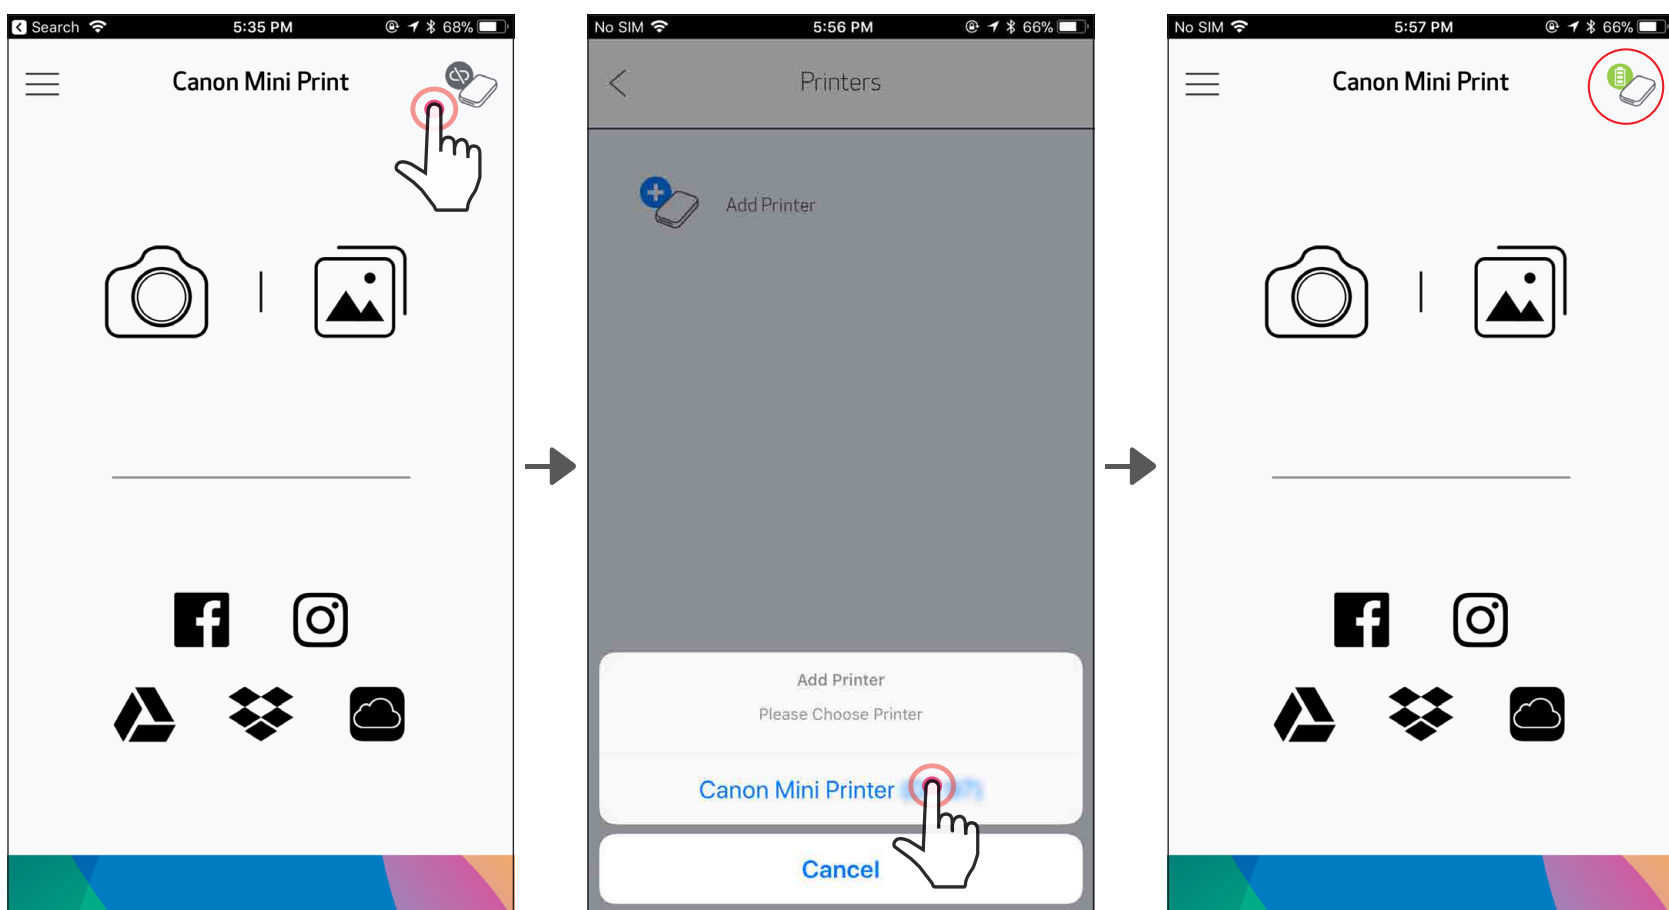 Search 5:35 PM 68%
Canon Mini Print
No SIM 5:56 PM 66%
Printers
Add Printer
Add Printer
Please Choose Printer
Canon Mini Printer
Cancel
No SIM 5:57 PM 66%
Canon Mini Print